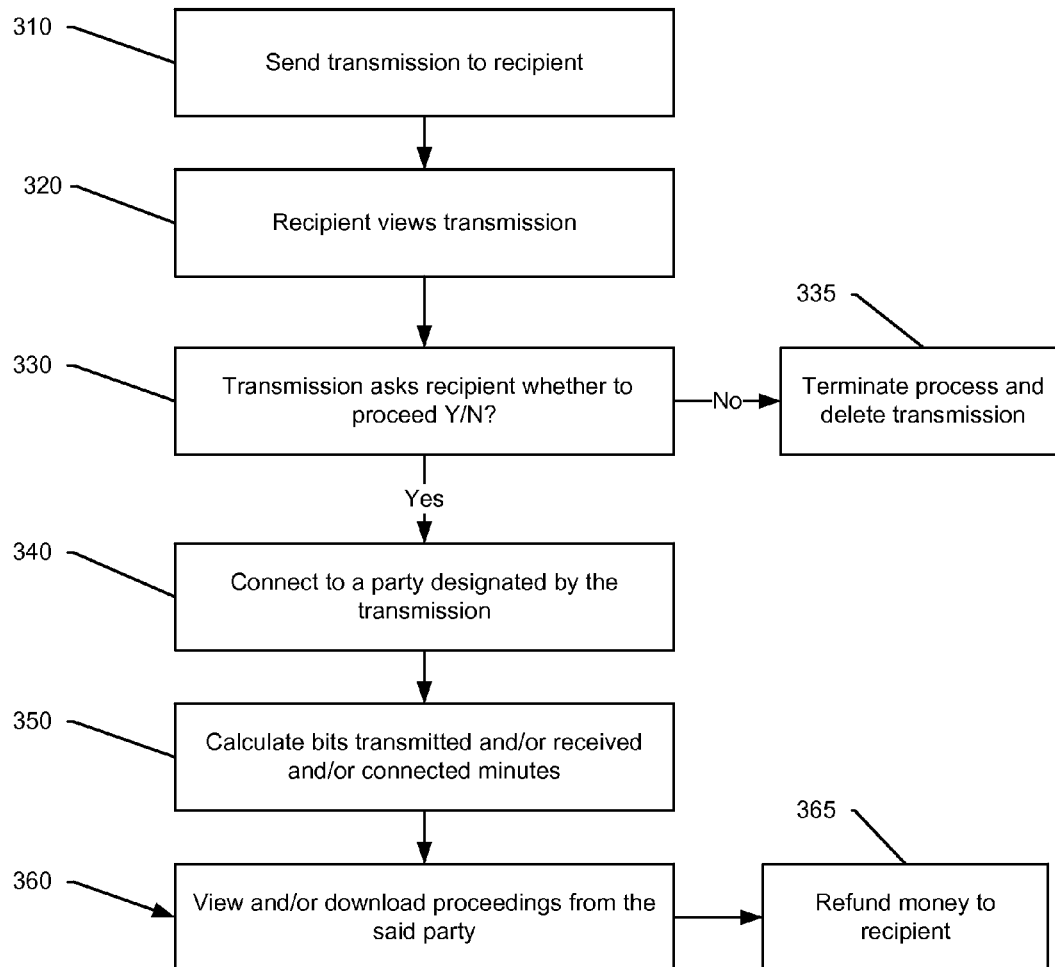 310
Send transmission to recipient
320
Recipient views transmission
335
330
Transmission asks recipient whether to
proceed Y/N?
No
Terminate process and
delete transmission
Yes
340
Connect to a party designated by the
transmission
350
Calculate bits transmitted and/or received
and/or connected minutes
365
360
View and/or download proceedings from the
said party
Refund money to
recipient